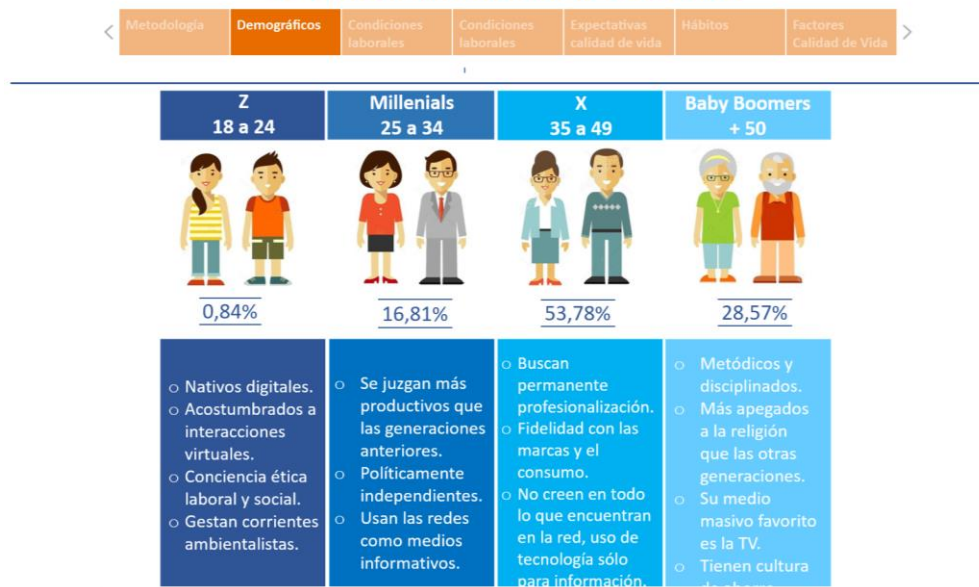 Metodología
Demográficos
Condiciones
laborales
Condiciones
laborales
Expectativas
calidad de vida
Hábitos
Factores
Calidad de Vida
Z
18 a 24
Millenials
25 a 34
X
35 a 49
Baby Boomers
+ 50
0,84%
16,81%
53,78%
28,57%
○ Nativos digitales.
○ Acostumbrados a
interacciones
virtuales.
○ Conciencia ética
laboral y social.
○ Gestan corrientes
ambientalistas.
○ Se juzgan más
productivos que
las generaciones
anteriores.
○ Políticamente
independientes.
○ Usan las redes
como medios
informativos.
○ Buscan
permanente
profesionalización.
○ Fidelidad con las
marcas y el
consumo.
○ No creen en todo
lo que encuentran
en la red, uso de
tecnología sólo
para información.
○ Metódicos y
disciplinados.
○ Más apegados
a la religión
que las otras
generaciones.
○ Su medio
masivo favorito
es la TV.
○ Tienen cultura